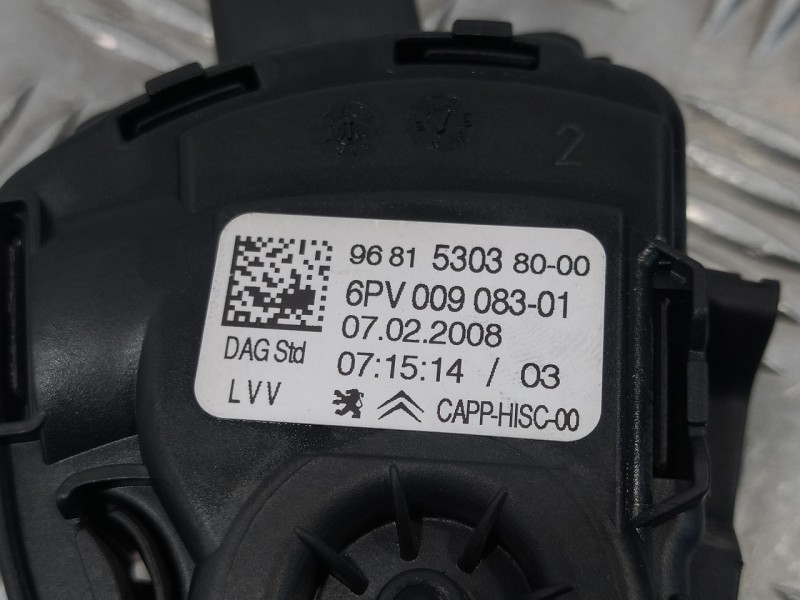 2
96 81 5303 80-00
6PV 009 083-01
07.02.2008
DAG Std
07:15:14 / 03
LVV
CAPP-HISC-00